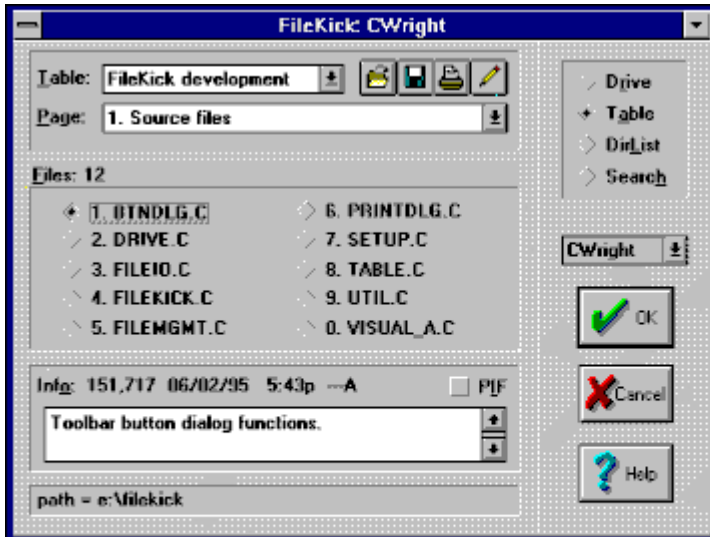 FileKick: CWright
Table: FileKick development
Page: 1. Source files
Files: 12
1. BTNDLG.C
2. DRIVE.C
3. FILEIO.C
4. FILEKICK.C
5. FILEMGMT.C
6. PRINTDLG.C
7. SETUP.C
8. TABLE.C
9. UTIL.C
0. VISUAL_A.C
Info: 151,717 06/02/95 5:43p ---A
PIF
Toolbar button dialog functions.
path = e:\filekick
Drive
Table
DirList
Search
CWright
OK
Cancel
Help